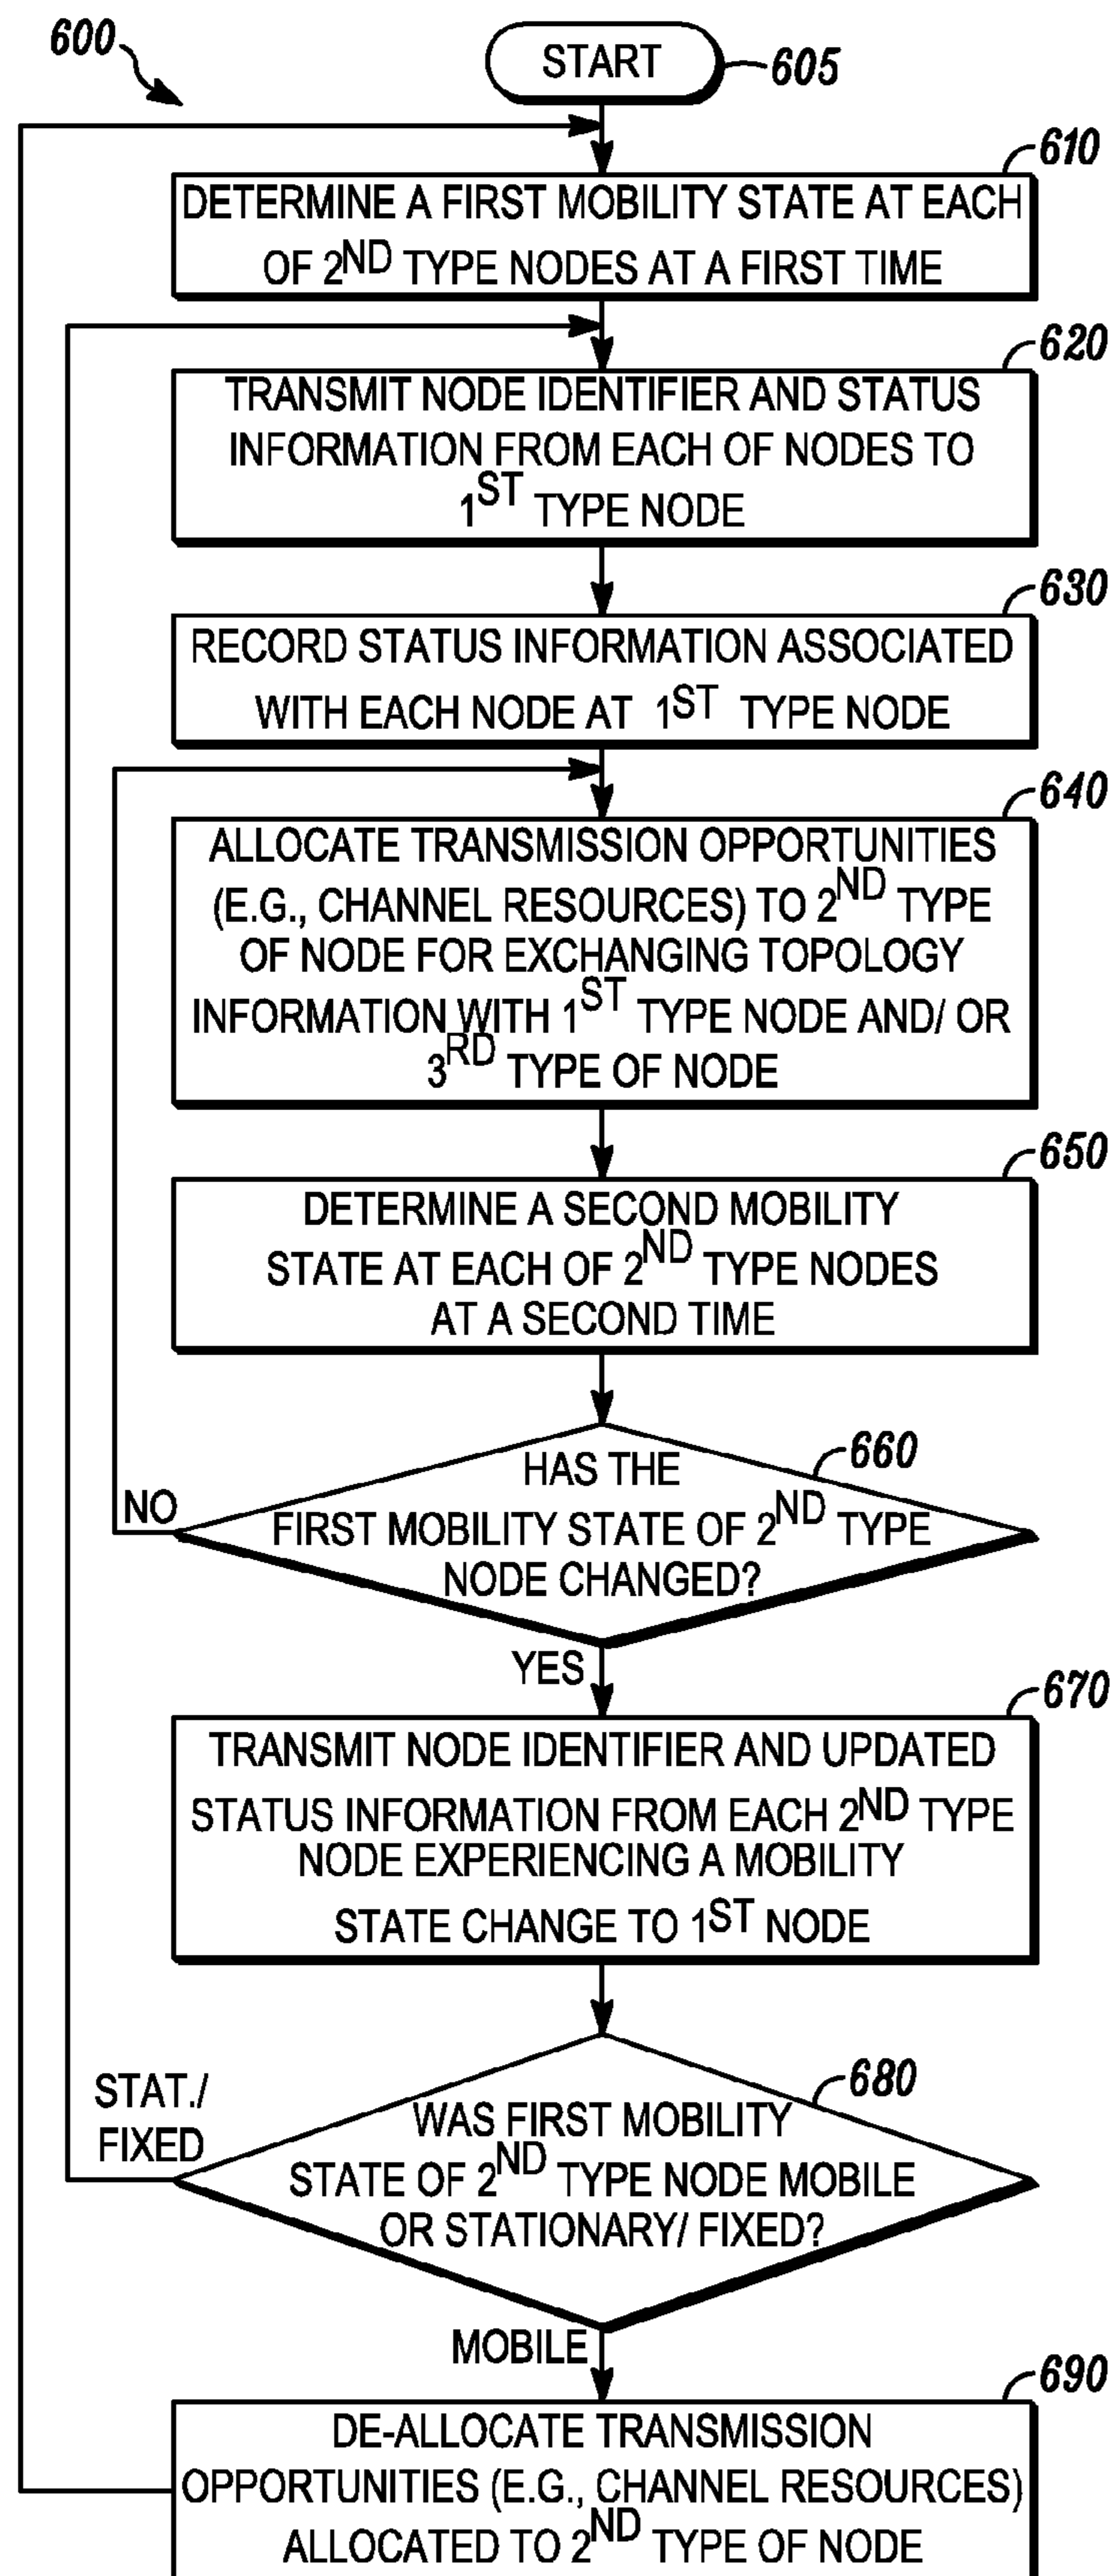 600
START
605
610
DETERMINE A FIRST MOBILITY STATE AT EACH
OF 2ND TYPE NODES AT A FIRST TIME
620
TRANSMIT NODE IDENTIFIER AND STATUS
INFORMATION FROM EACH OF NODES TO
1ST TYPE NODE
630
RECORD STATUS INFORMATION ASSOCIATED
WITH EACH NODE AT 1ST TYPE NODE
640
ALLOCATE TRANSMISSION OPPORTUNITIES
(E.G., CHANNEL RESOURCES) TO 2ND TYPE
OF NODE FOR EXCHANGING TOPOLOGY
INFORMATION WITH 1ST TYPE NODE AND/ OR
3RD TYPE OF NODE
650
DETERMINE A SECOND MOBILITY
STATE AT EACH OF 2ND TYPE NODES
AT A SECOND TIME
660
HAS THE
FIRST MOBILITY STATE OF 2ND TYPE
NODE CHANGED?
NO
YES
670
TRANSMIT NODE IDENTIFIER AND UPDATED
STATUS INFORMATION FROM EACH 2ND TYPE
NODE EXPERIENCING A MOBILITY
STATE CHANGE TO 1ST NODE
680
WAS FIRST MOBILITY
STATE OF 2ND TYPE NODE MOBILE
OR STATIONARY/ FIXED?
STAT./
FIXED
MOBILE
690
DE-ALLOCATE TRANSMISSION
OPPORTUNITIES (E.G., CHANNEL RESOURCES)
ALLOCATED TO 2ND TYPE OF NODE